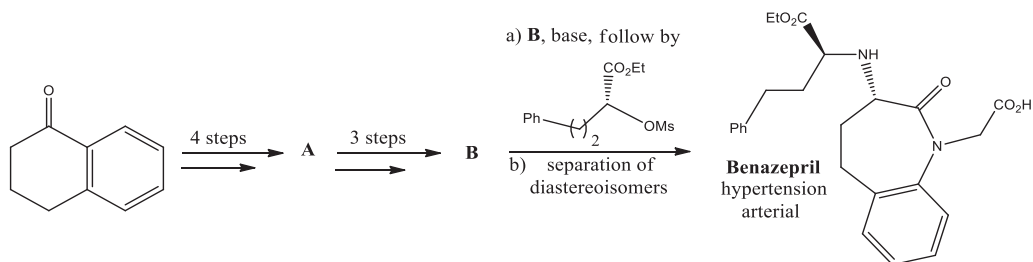 O
4 steps
A
3 steps
B
a) B, base, follow by
CO₂Et
Ph
( )₂
OMs
b) separation of
diastereoisomers
EtO₂C
NH
O
CO₂H
N
Ph
Benazepril
hypertension
arterial